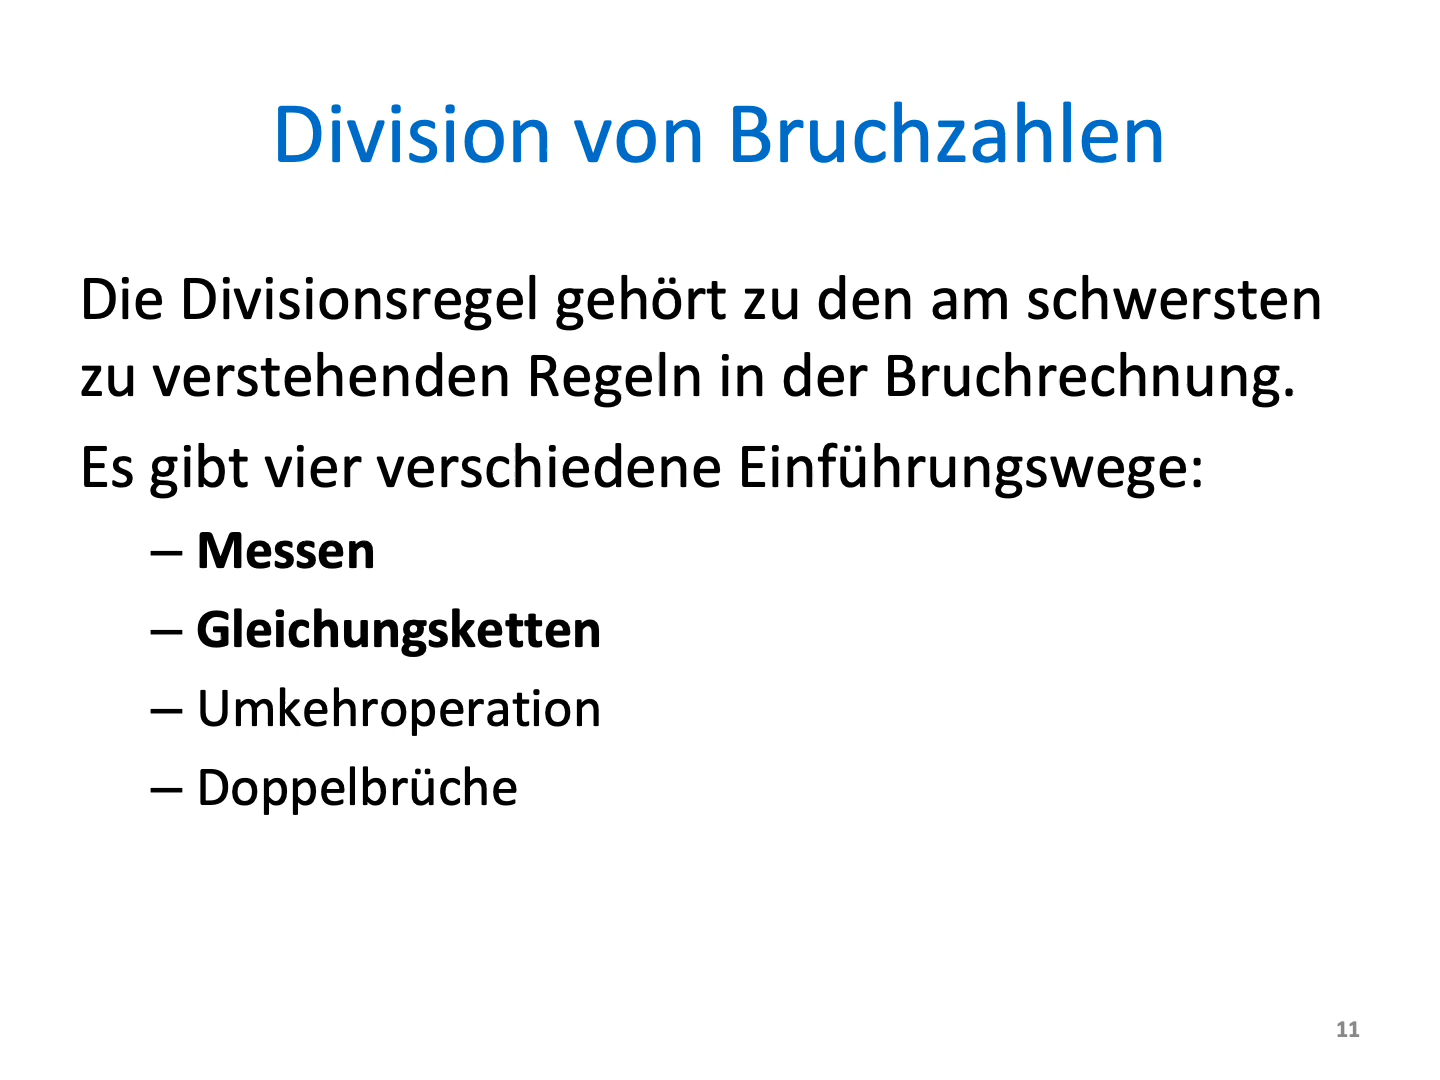 Division von Bruchzahlen
Die Divisionsregel gehört zu den am schwersten
zu verstehenden Regeln in der Bruchrechnung.
Es gibt vier verschiedene Einführungswege:
– Messen
– Gleichungsketten
– Umkehroperation
– Doppelbrüche
11